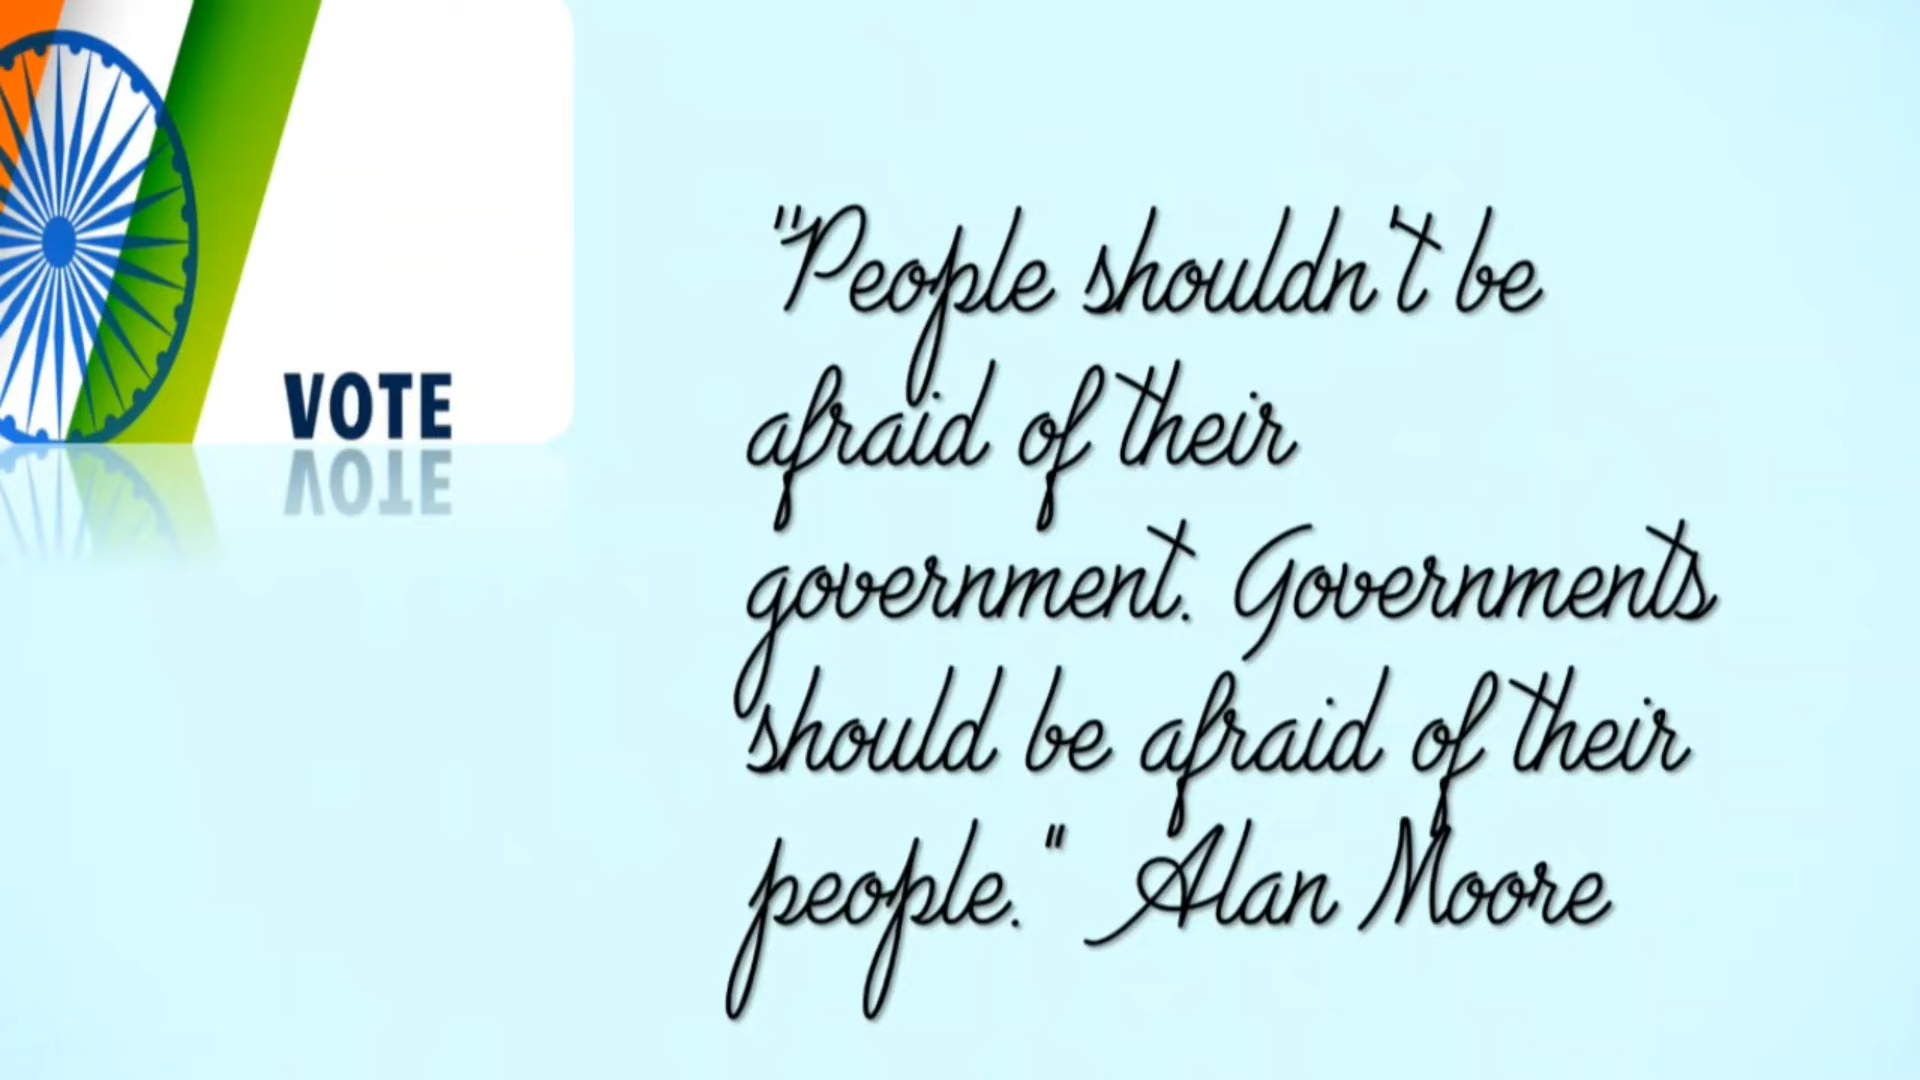 VOTE
"People shouldn't be
afraid of their
government. Governments
should be afraid of their
people." Alan Moore